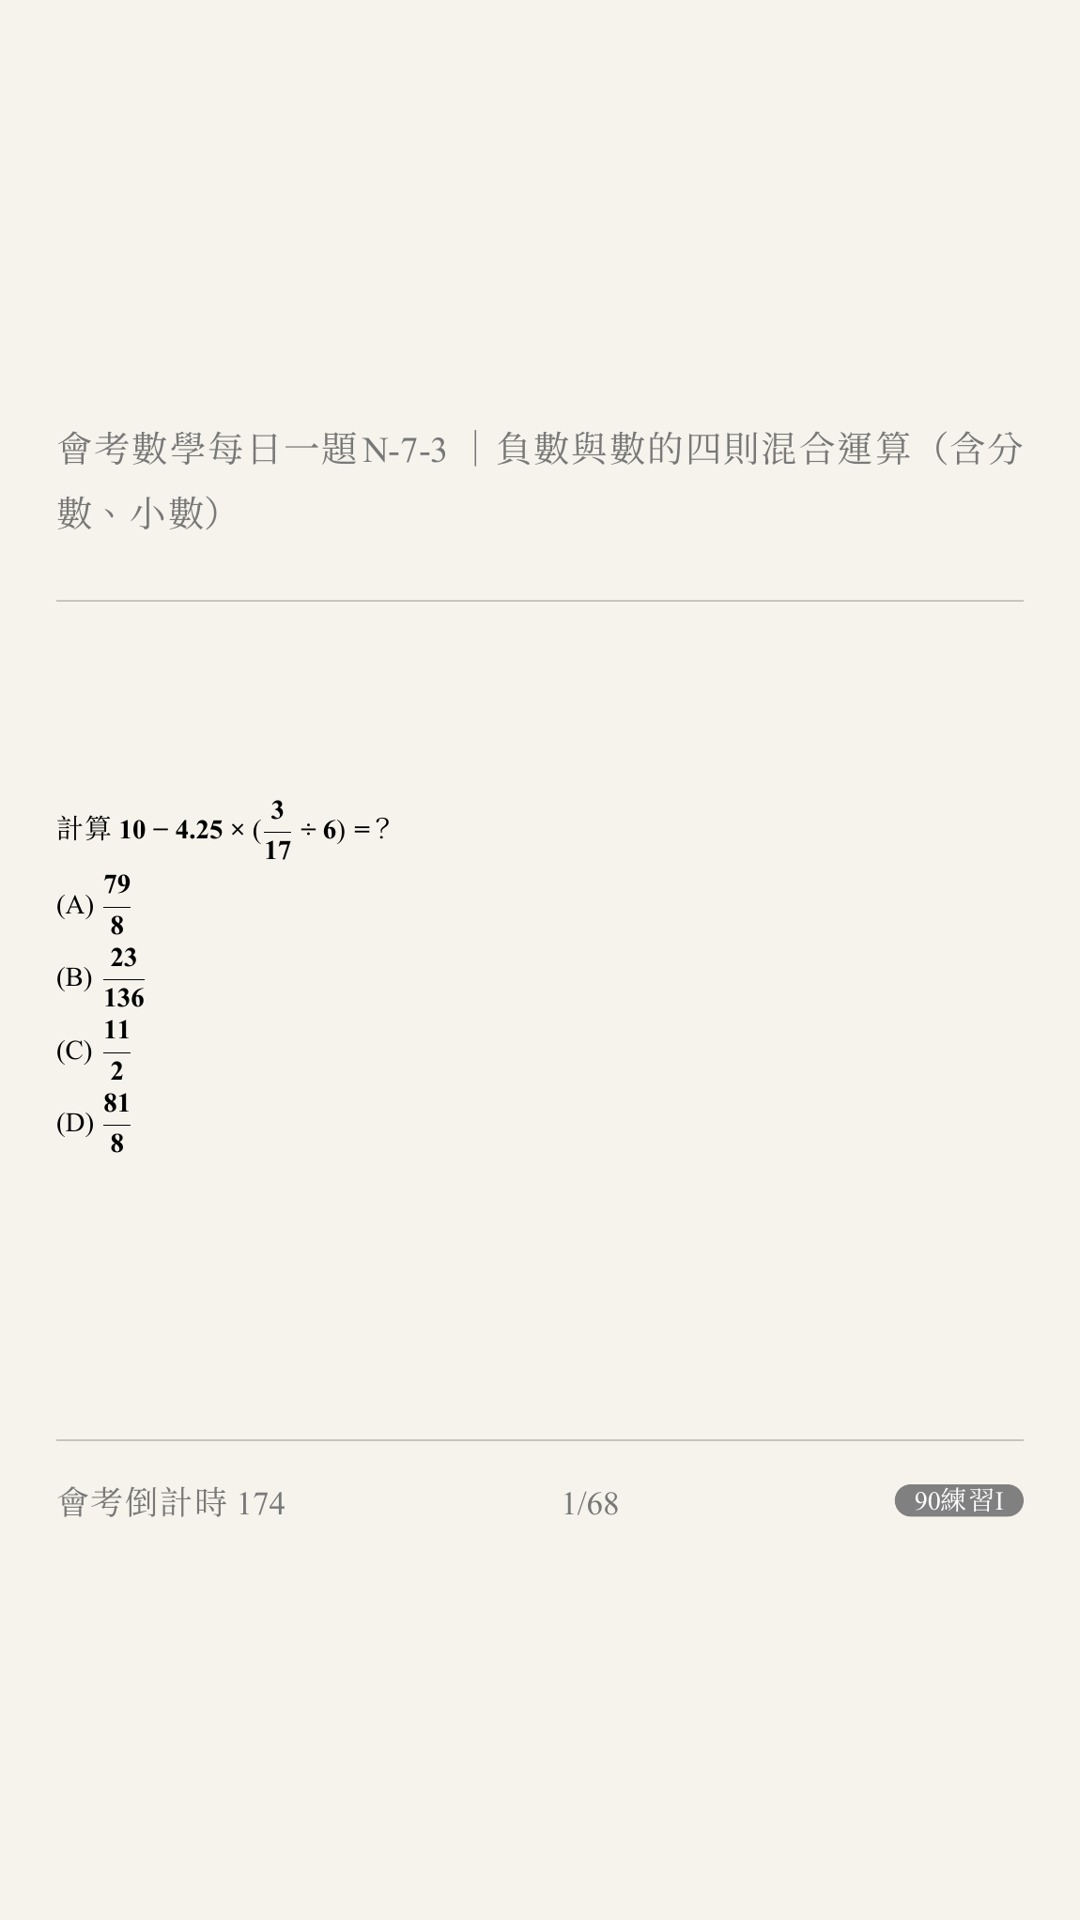 會考數學每日一題N-7-3 ｜負數與數的四則混合運算（含分
數、小數）
計算 10 − 4.25 × (3/17 ÷ 6) =？
(A) 79/8
(B) 23/136
(C) 11/2
(D) 81/8
會考倒計時 174
1/68
90練習I